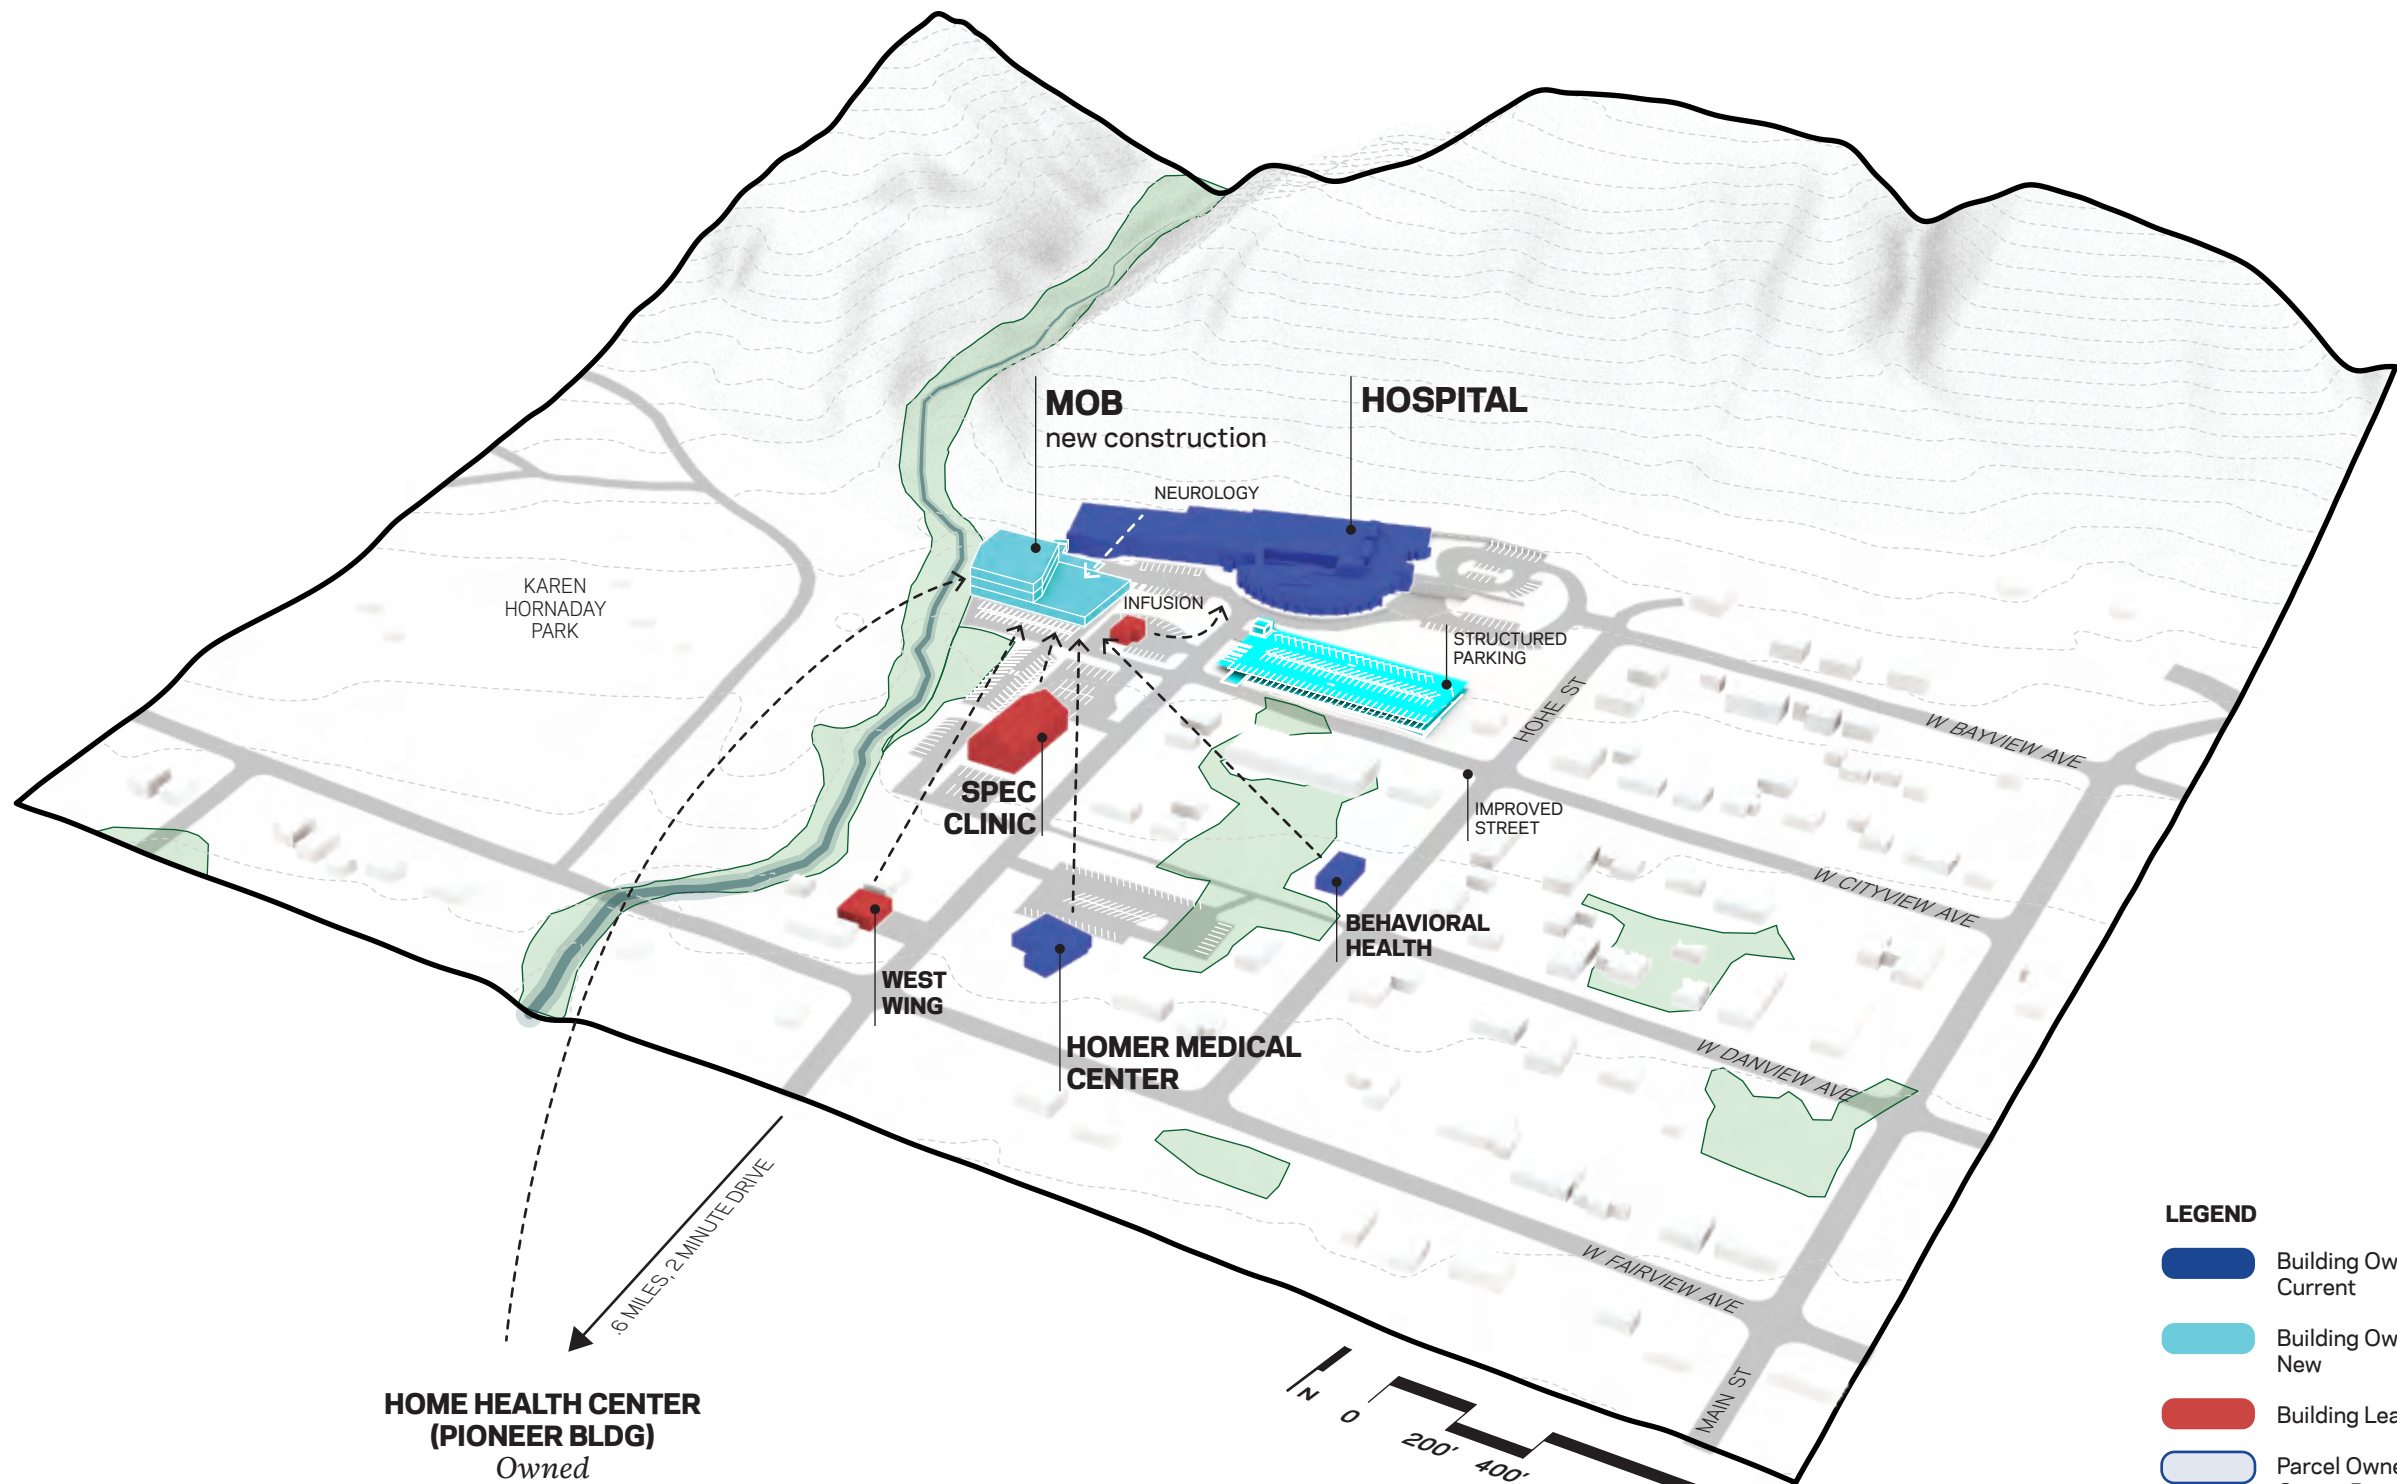 MOB
new construction
HOSPITAL
NEUROLOGY
KAREN
HORNADAY
PARK
INFUSION
STRUCTURED
PARKING
HOHE ST
W BAYVIEW AVE
SPEC
CLINIC
IMPROVED
STREET
W CITYVIEW AVE
BEHAVIORAL
HEALTH
WEST
WING
HOMER MEDICAL
CENTER
W DANVIEW AVE
.6 MILES, 2 MINUTE DRIVE
W FAIRVIEW AVE
MAIN ST
HOME HEALTH CENTER
(PIONEER BLDG)
Owned
N
0
200'
400'
LEGEND
Building Ow
Current
Building Ow
New
Building Lea
Parcel Owne